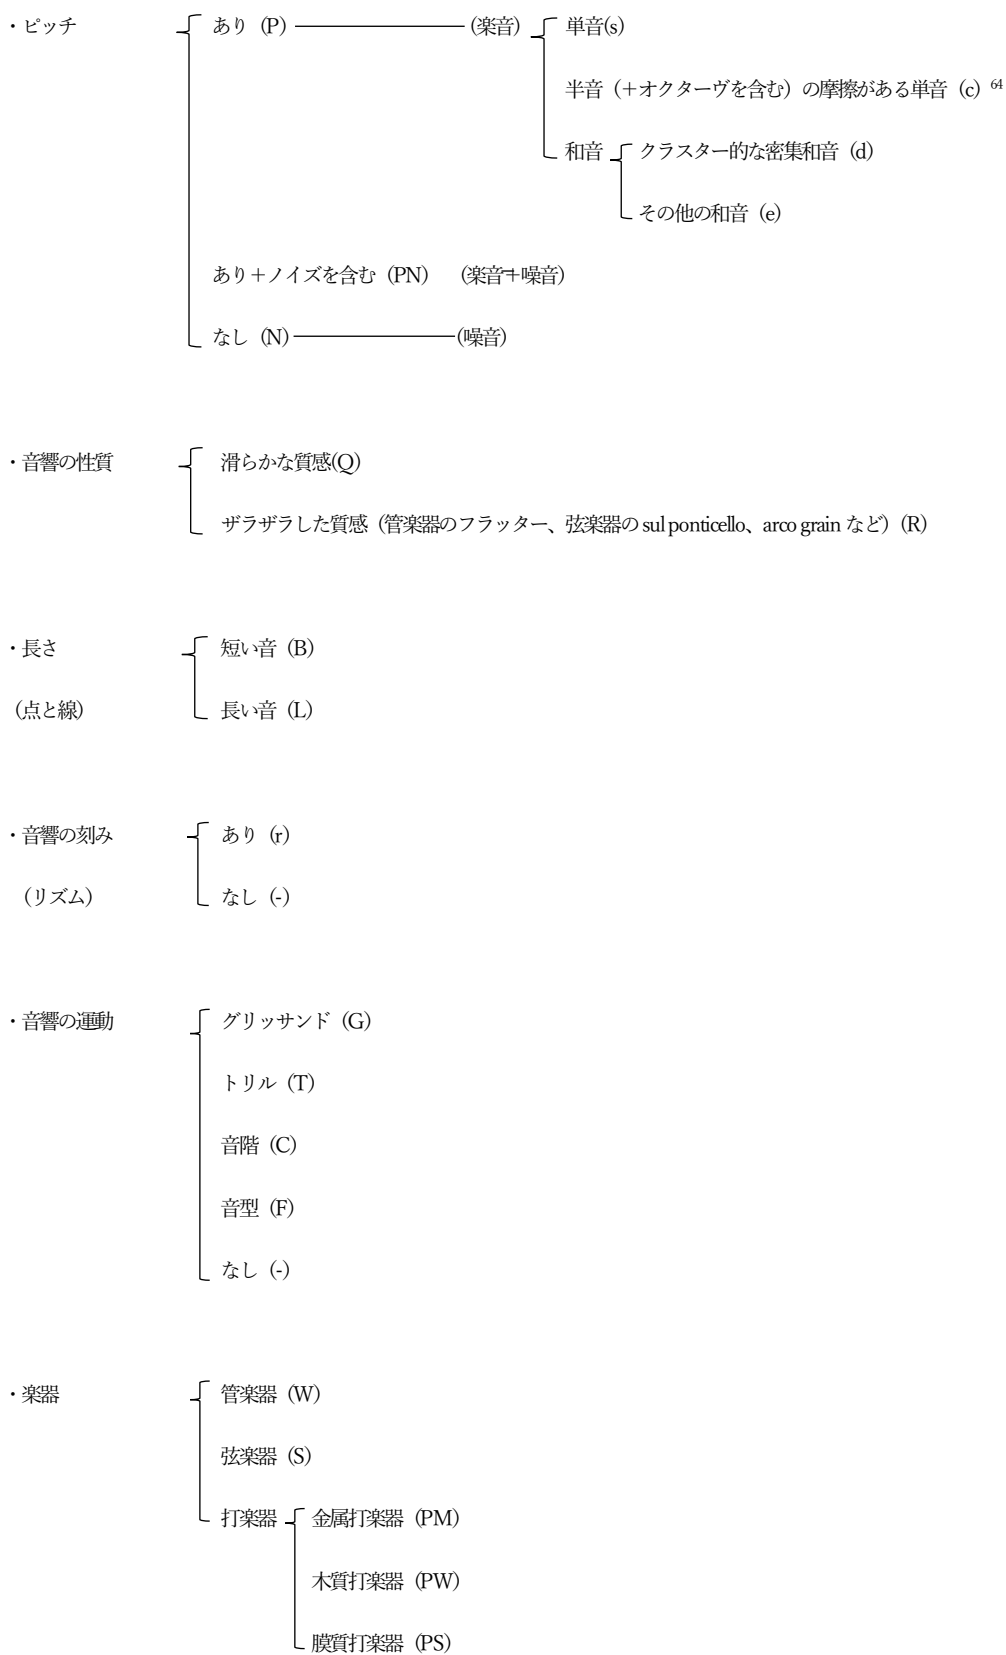 ・ピッチ あり (P) (楽音) 単音(s)
半音（＋オクターヴを含む）の摩擦がある単音 (c) 64
和音 クラスター的な密集和音 (d)
その他の和音 (e)
あり＋ノイズを含む (PN) (楽音＋噪音)
なし (N) (噪音)
・音響の性質 滑らかな質感(Q)
ザラザラした質感（管楽器のフラッター、弦楽器の sul ponticello、arco grain など）(R)
・長さ 短い音 (B)
(点と線) 長い音 (L)
・音響の刻み あり (r)
（リズム） なし (-)
・音響の運動 グリッサンド (G)
トリル (T)
音階 (C)
音型 (F)
なし (-)
・楽器 管楽器 (W)
弦楽器 (S)
打楽器 金属打楽器 (PM)
木質打楽器 (PW)
膜質打楽器 (PS)